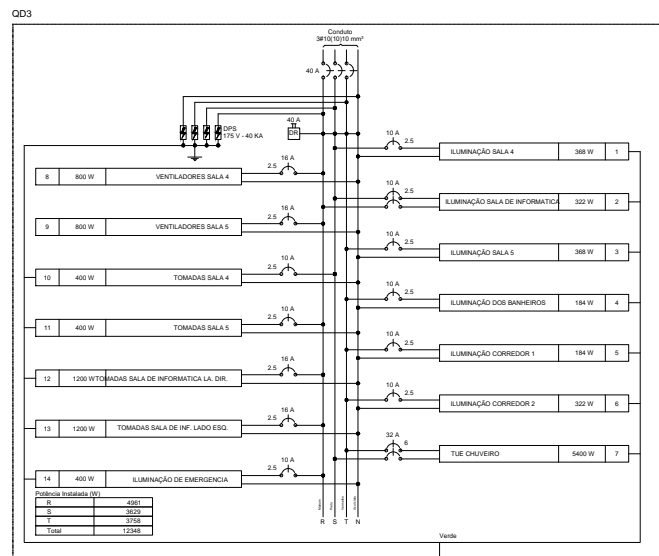 QD3
Conduto
3#10(10)10 mm²
40 A
DPS
175 V - 40 KA
40 A
DR
10 A
2.5
ILUMINAÇÃO SALA 4 368 W 1
16 A
2.5
8 800 W VENTILADORES SALA 4
10 A
2.5
ILUMINAÇÃO SALA DE INFORMATICA 322 W 2
16 A
2.5
9 800 W VENTILADORES SALA 5
10 A
2.5
ILUMINAÇÃO SALA 5 368 W 3
10 A
2.5
10 400 W TOMADAS SALA 4
10 A
2.5
ILUMINAÇÃO DOS BANHEIROS 184 W 4
10 A
2.5
11 400 W TOMADAS SALA 5
10 A
2.5
ILUMINAÇÃO CORREDOR 1 184 W 5
16 A
2.5
12 1200 W TOMADAS SALA DE INFORMATICA LA. DIR.
10 A
2.5
ILUMINAÇÃO CORREDOR 2 322 W 6
16 A
2.5
13 1200 W TOMADAS SALA DE INF. LADO ESQ.
32 A
6
TUE CHUVEIRO 5400 W 7
10 A
2.5
14 400 W ILUMINAÇÃO DE EMERGENCIA
Potência Instalada (W)
R 4961
S 3629
T 3758
Total 12348
R S T N
Verde